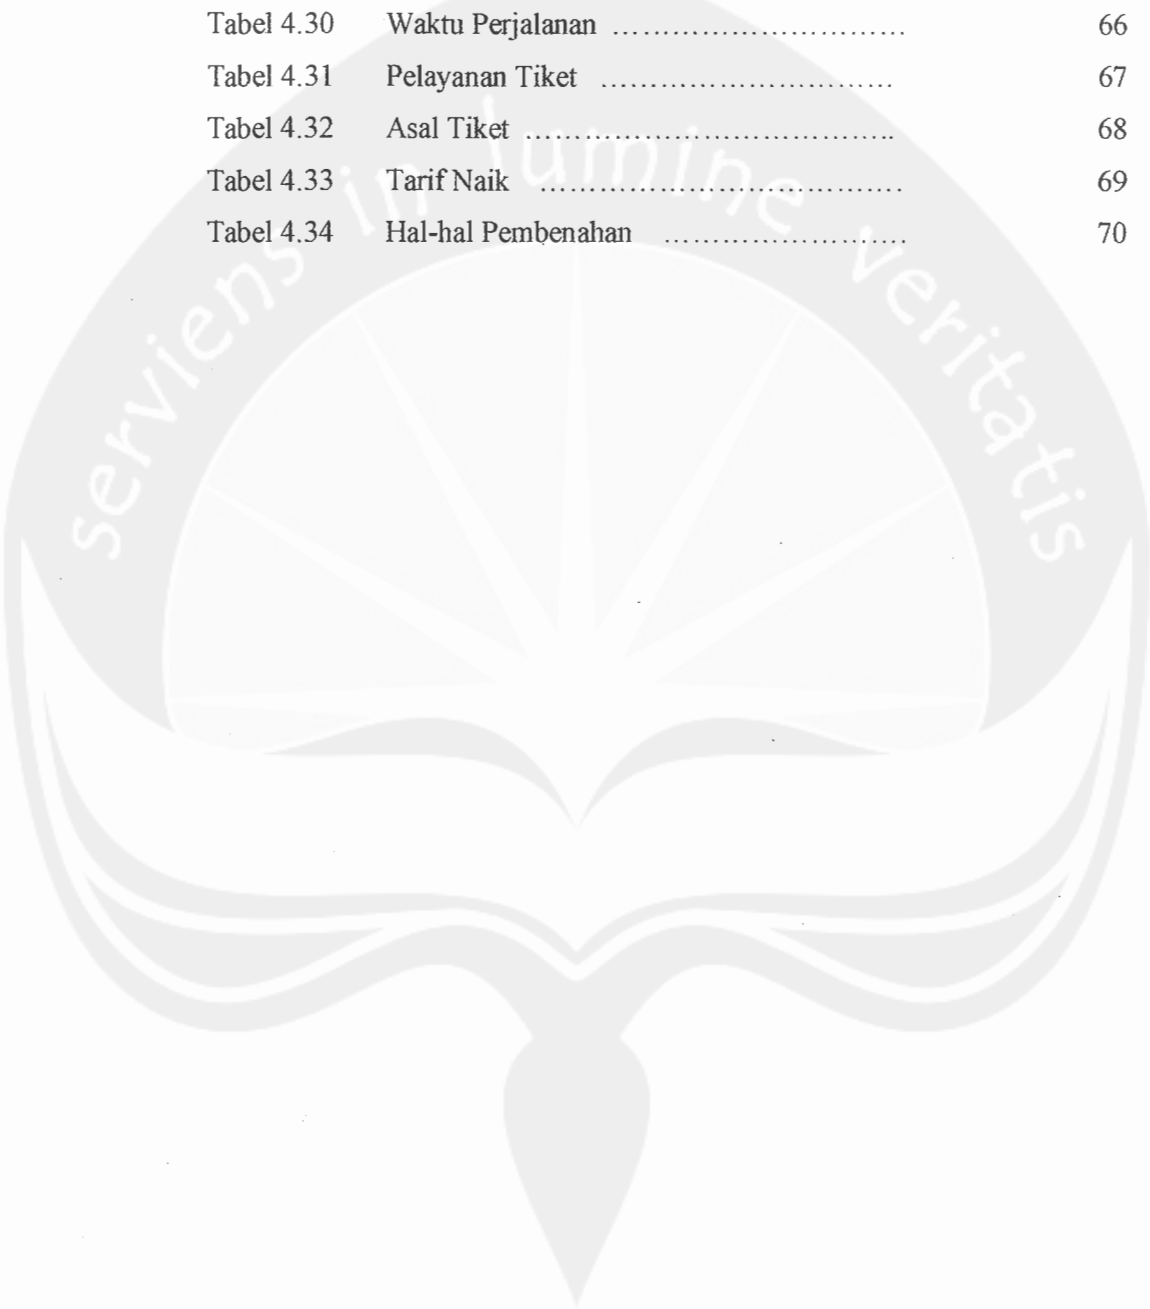 Tabel 4.30 Waktu Perjalanan ………………………… 66
Tabel 4.31 Pelayanan Tiket ………………………… 67
Tabel 4.32 Asal Tiket ……………………………….. 68
Tabel 4.33 Tarif Naik ………………………………. 69
Tabel 4.34 Hal-hal Pembenahan …………………… 70
serviens in lumine veritatis